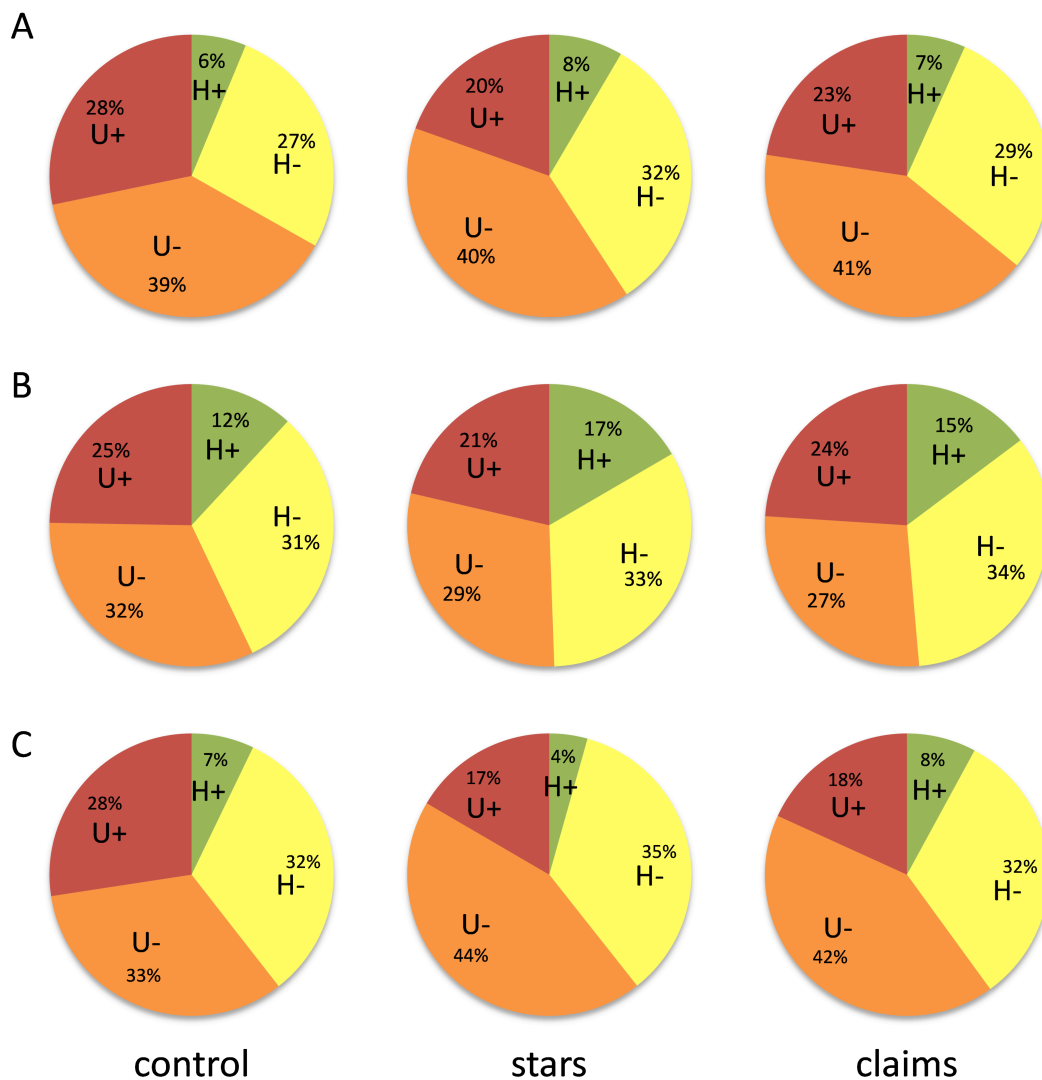 A
6%
H+
27%
H-
28%
U+
U-
39%
8%
H+
32%
H-
20%
U+
U-
40%
7%
H+
29%
H-
23%
U+
U-
41%
B
12%
H+
H-
31%
25%
U+
U-
32%
17%
H+
H-
33%
21%
U+
U-
29%
15%
H+
H-
34%
24%
U+
U-
27%
C
7%
H+
32%
H-
28%
U+
U-
33%
4%
H+
35%
H-
17%
U+
U-
44%
8%
H+
32%
H-
18%
U+
U-
42%
control stars claims